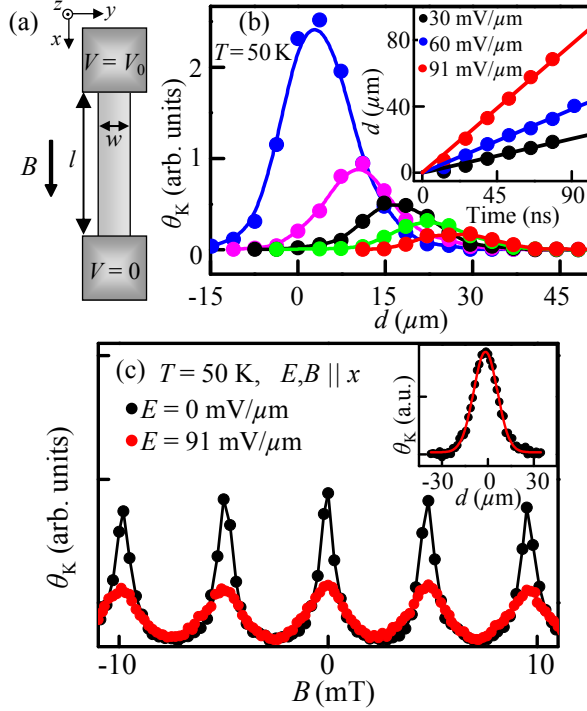 (a)
z
y
x
V = V0
B
l
w
V = 0
(b)
T = 50 K
θK (arb. units)
2
1
0
-15
0
15
30
45
d (μm)
30 mV/μm
60 mV/μm
91 mV/μm
d (μm)
80
40
0
0
45
90
Time (ns)
(c) T = 50 K, E,B || x
E = 0 mV/μm
E = 91 mV/μm
θK (arb. units)
-10
0
10
B (mT)
θK (a.u.)
-30
0
30
d (μm)